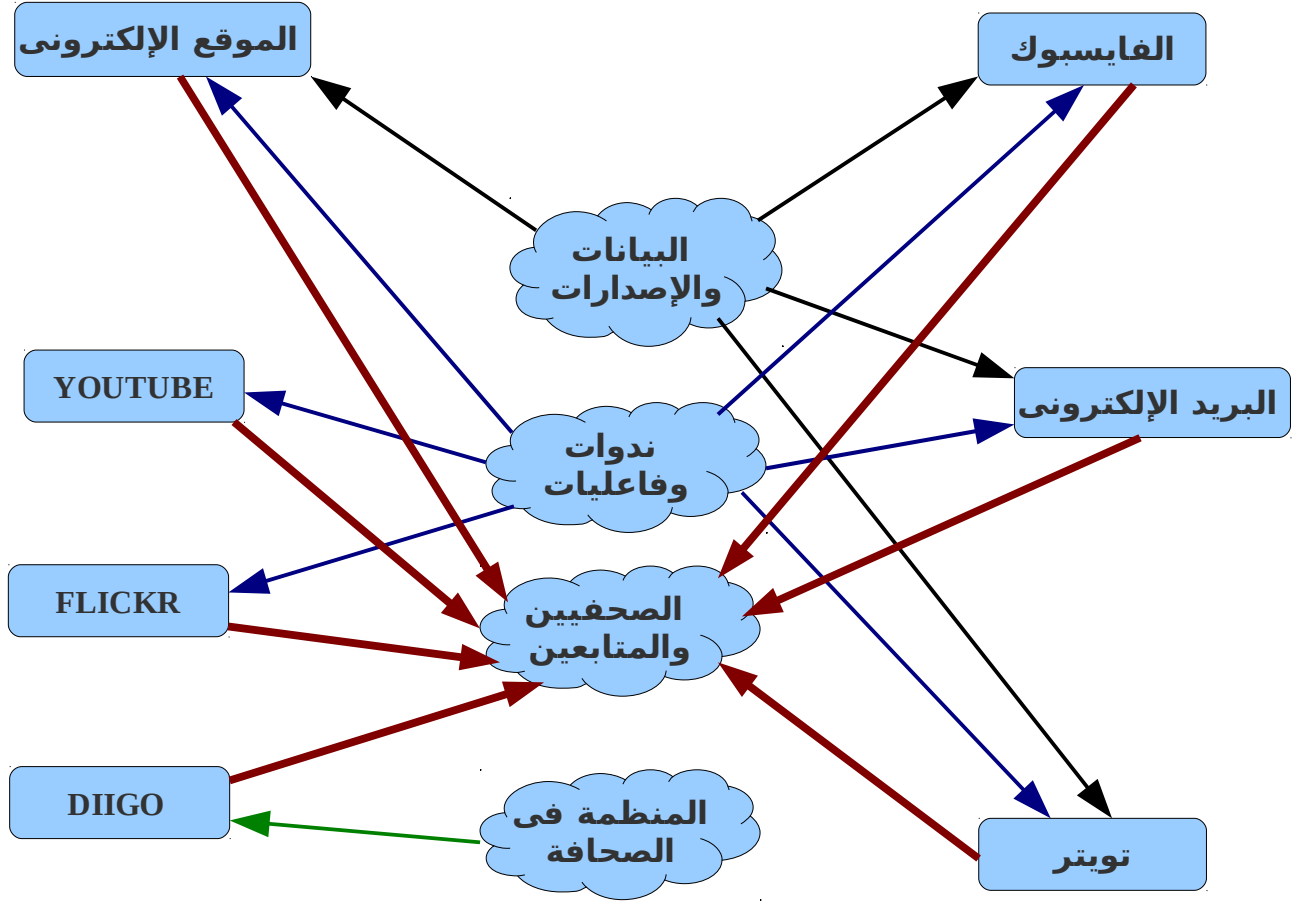 الموقع الإلكترونى
الفايسبوك
البيانات
والإصدارات
YOUTUBE
البريد الإلكترونى
ندوات
وفاعليات
FLICKR
الصحفيين
والمتابعين
DIIGO
المنظمة فى
الصحافة
تويتر